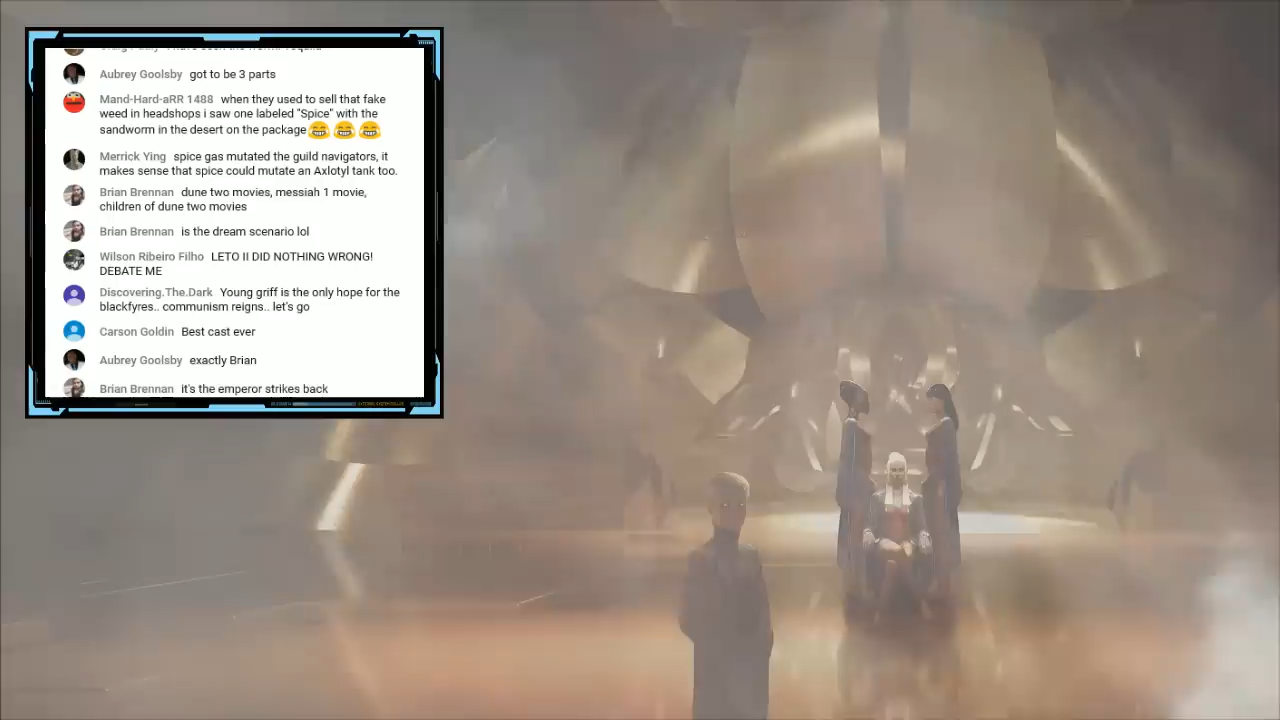 Aubrey Goolsby got to be 3 parts
Mand-Hard-aRR 1488 when they used to sell that fake
weed in headshops i saw one labeled "Spice" with the
sandworm in the desert on the package 😂 😂 😂
Merrick Ying spice gas mutated the guild navigators, it
makes sense that spice could mutate an Axlotyl tank too.
Brian Brennan dune two movies, messiah 1 movie,
children of dune two movies
Brian Brennan is the dream scenario lol
Wilson Ribeiro Filho LETO II DID NOTHING WRONG!
DEBATE ME
Discovering.The.Dark Young griff is the only hope for the
blackfyres.. communism reigns.. let's go
Carson Goldin Best cast ever
Aubrey Goolsby exactly Brian
Brian Brennan it's the emperor strikes back